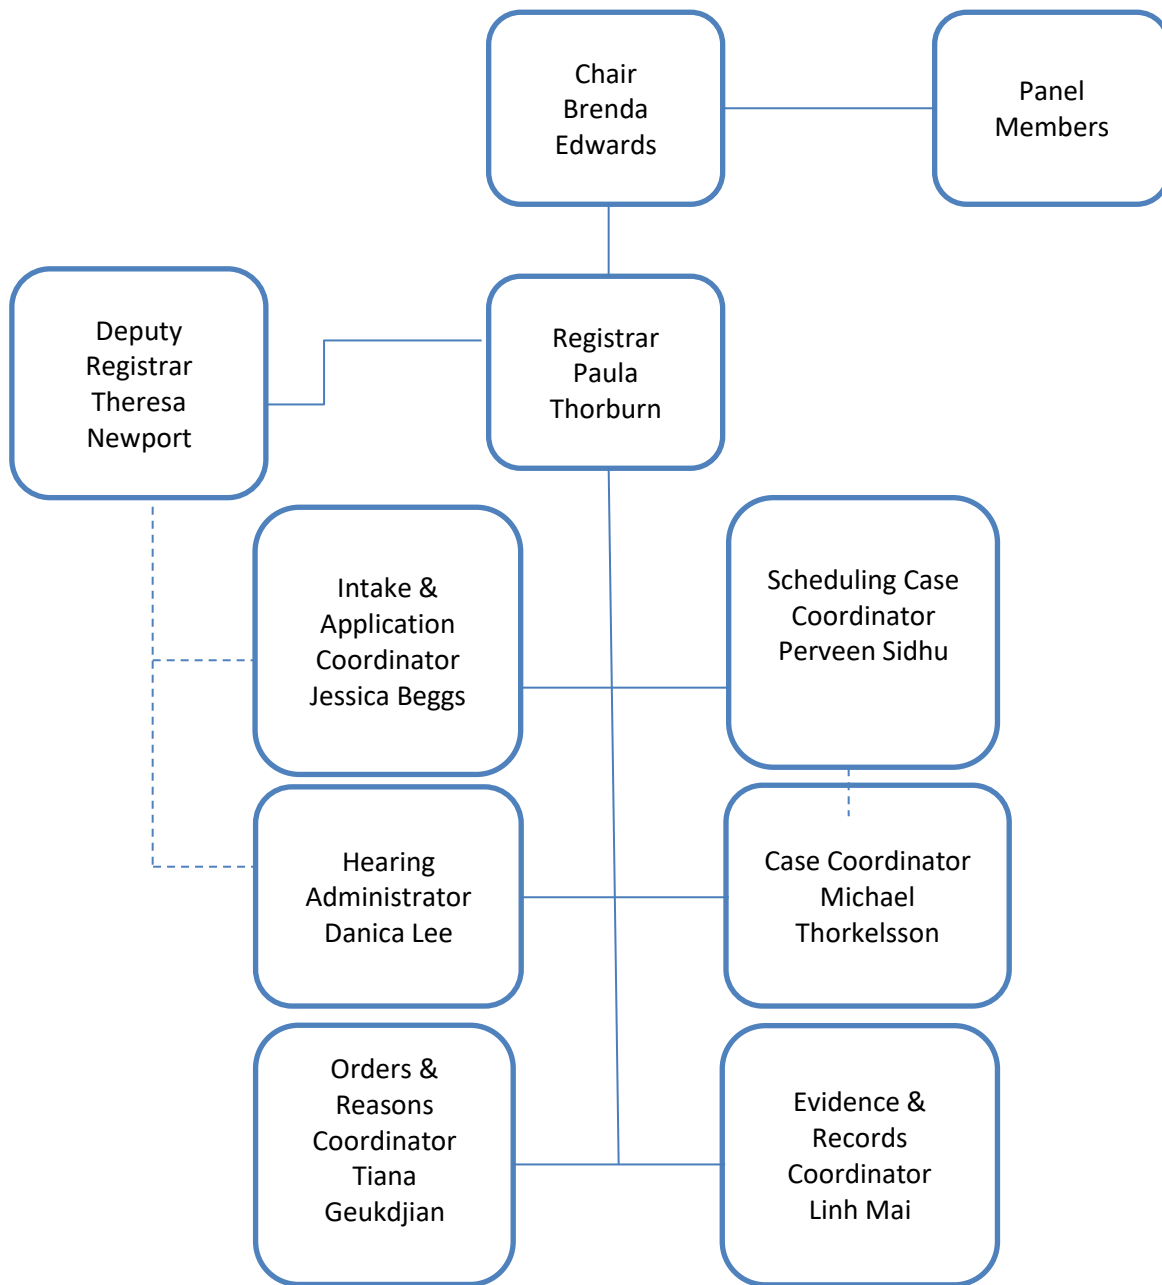 Chair
Brenda
Edwards
Panel
Members
Deputy
Registrar
Theresa
Newport
Registrar
Paula
Thorburn
Intake &
Application
Coordinator
Jessica Beggs
Scheduling Case
Coordinator
Perveen Sidhu
Hearing
Administrator
Danica Lee
Case Coordinator
Michael
Thorkelsson
Orders &
Reasons
Coordinator
Tiana
Geukdjian
Evidence &
Records
Coordinator
Linh Mai